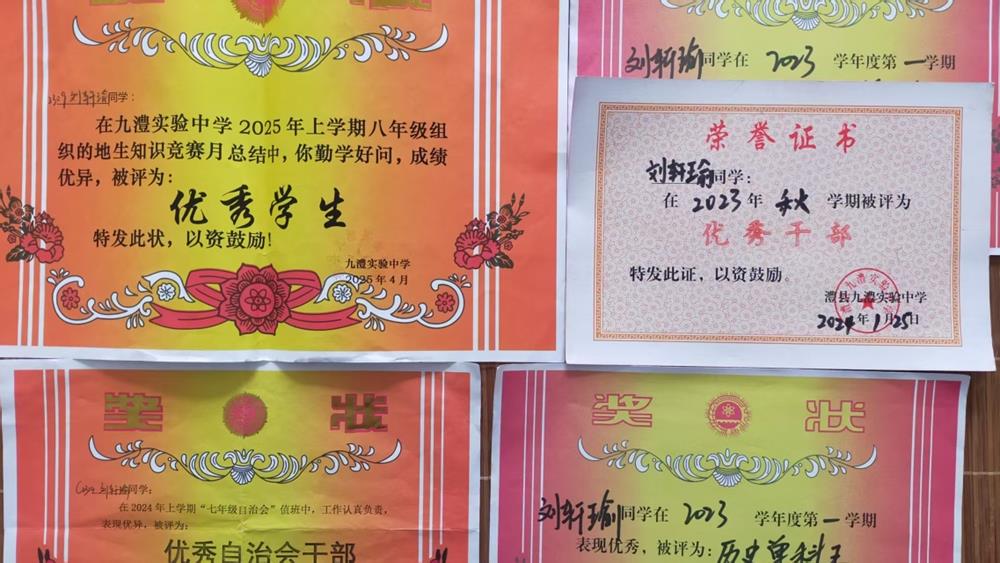 奖状
2329 刘轩瑜同学:
在九澧实验中学2025年上学期八年级组
织的地生知识竞赛月总结中,你勤学好问,成绩
优异,被评为:
优秀学生
特发此状,以资鼓励!
九澧实验中学
2025年4月
刘轩瑜同学在 2023 学年度第一学期
荣誉证书
刘轩瑜同学:
在 2023 年 秋 学期被评为
优秀干部
特发此证,以资鼓励。
澧县九澧实验中学
2024年1月25日
奖状
刘轩瑜同学:
在2024年上学期“七年级自治会”值班中,工作认真负责,
表现优异,被评为:
优秀自治会干部
奖状
刘轩瑜同学在 2023 学年度第一学期
表现优秀,被评为:历史单科王